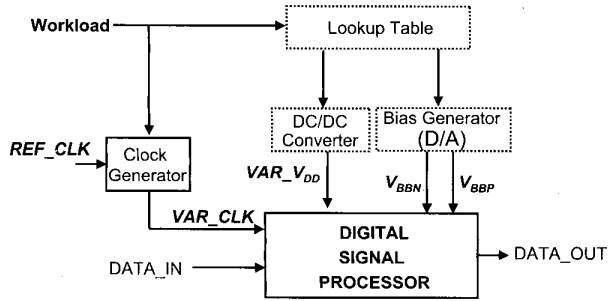 Workload
Lookup Table
DC/DC
Converter
Bias Generator
(D/A)
REF_CLK
Clock
Generator
VAR_VDD
VBBN
VBBP
VAR_CLK
DIGITAL
SIGNAL
PROCESSOR
DATA_IN
DATA_OUT